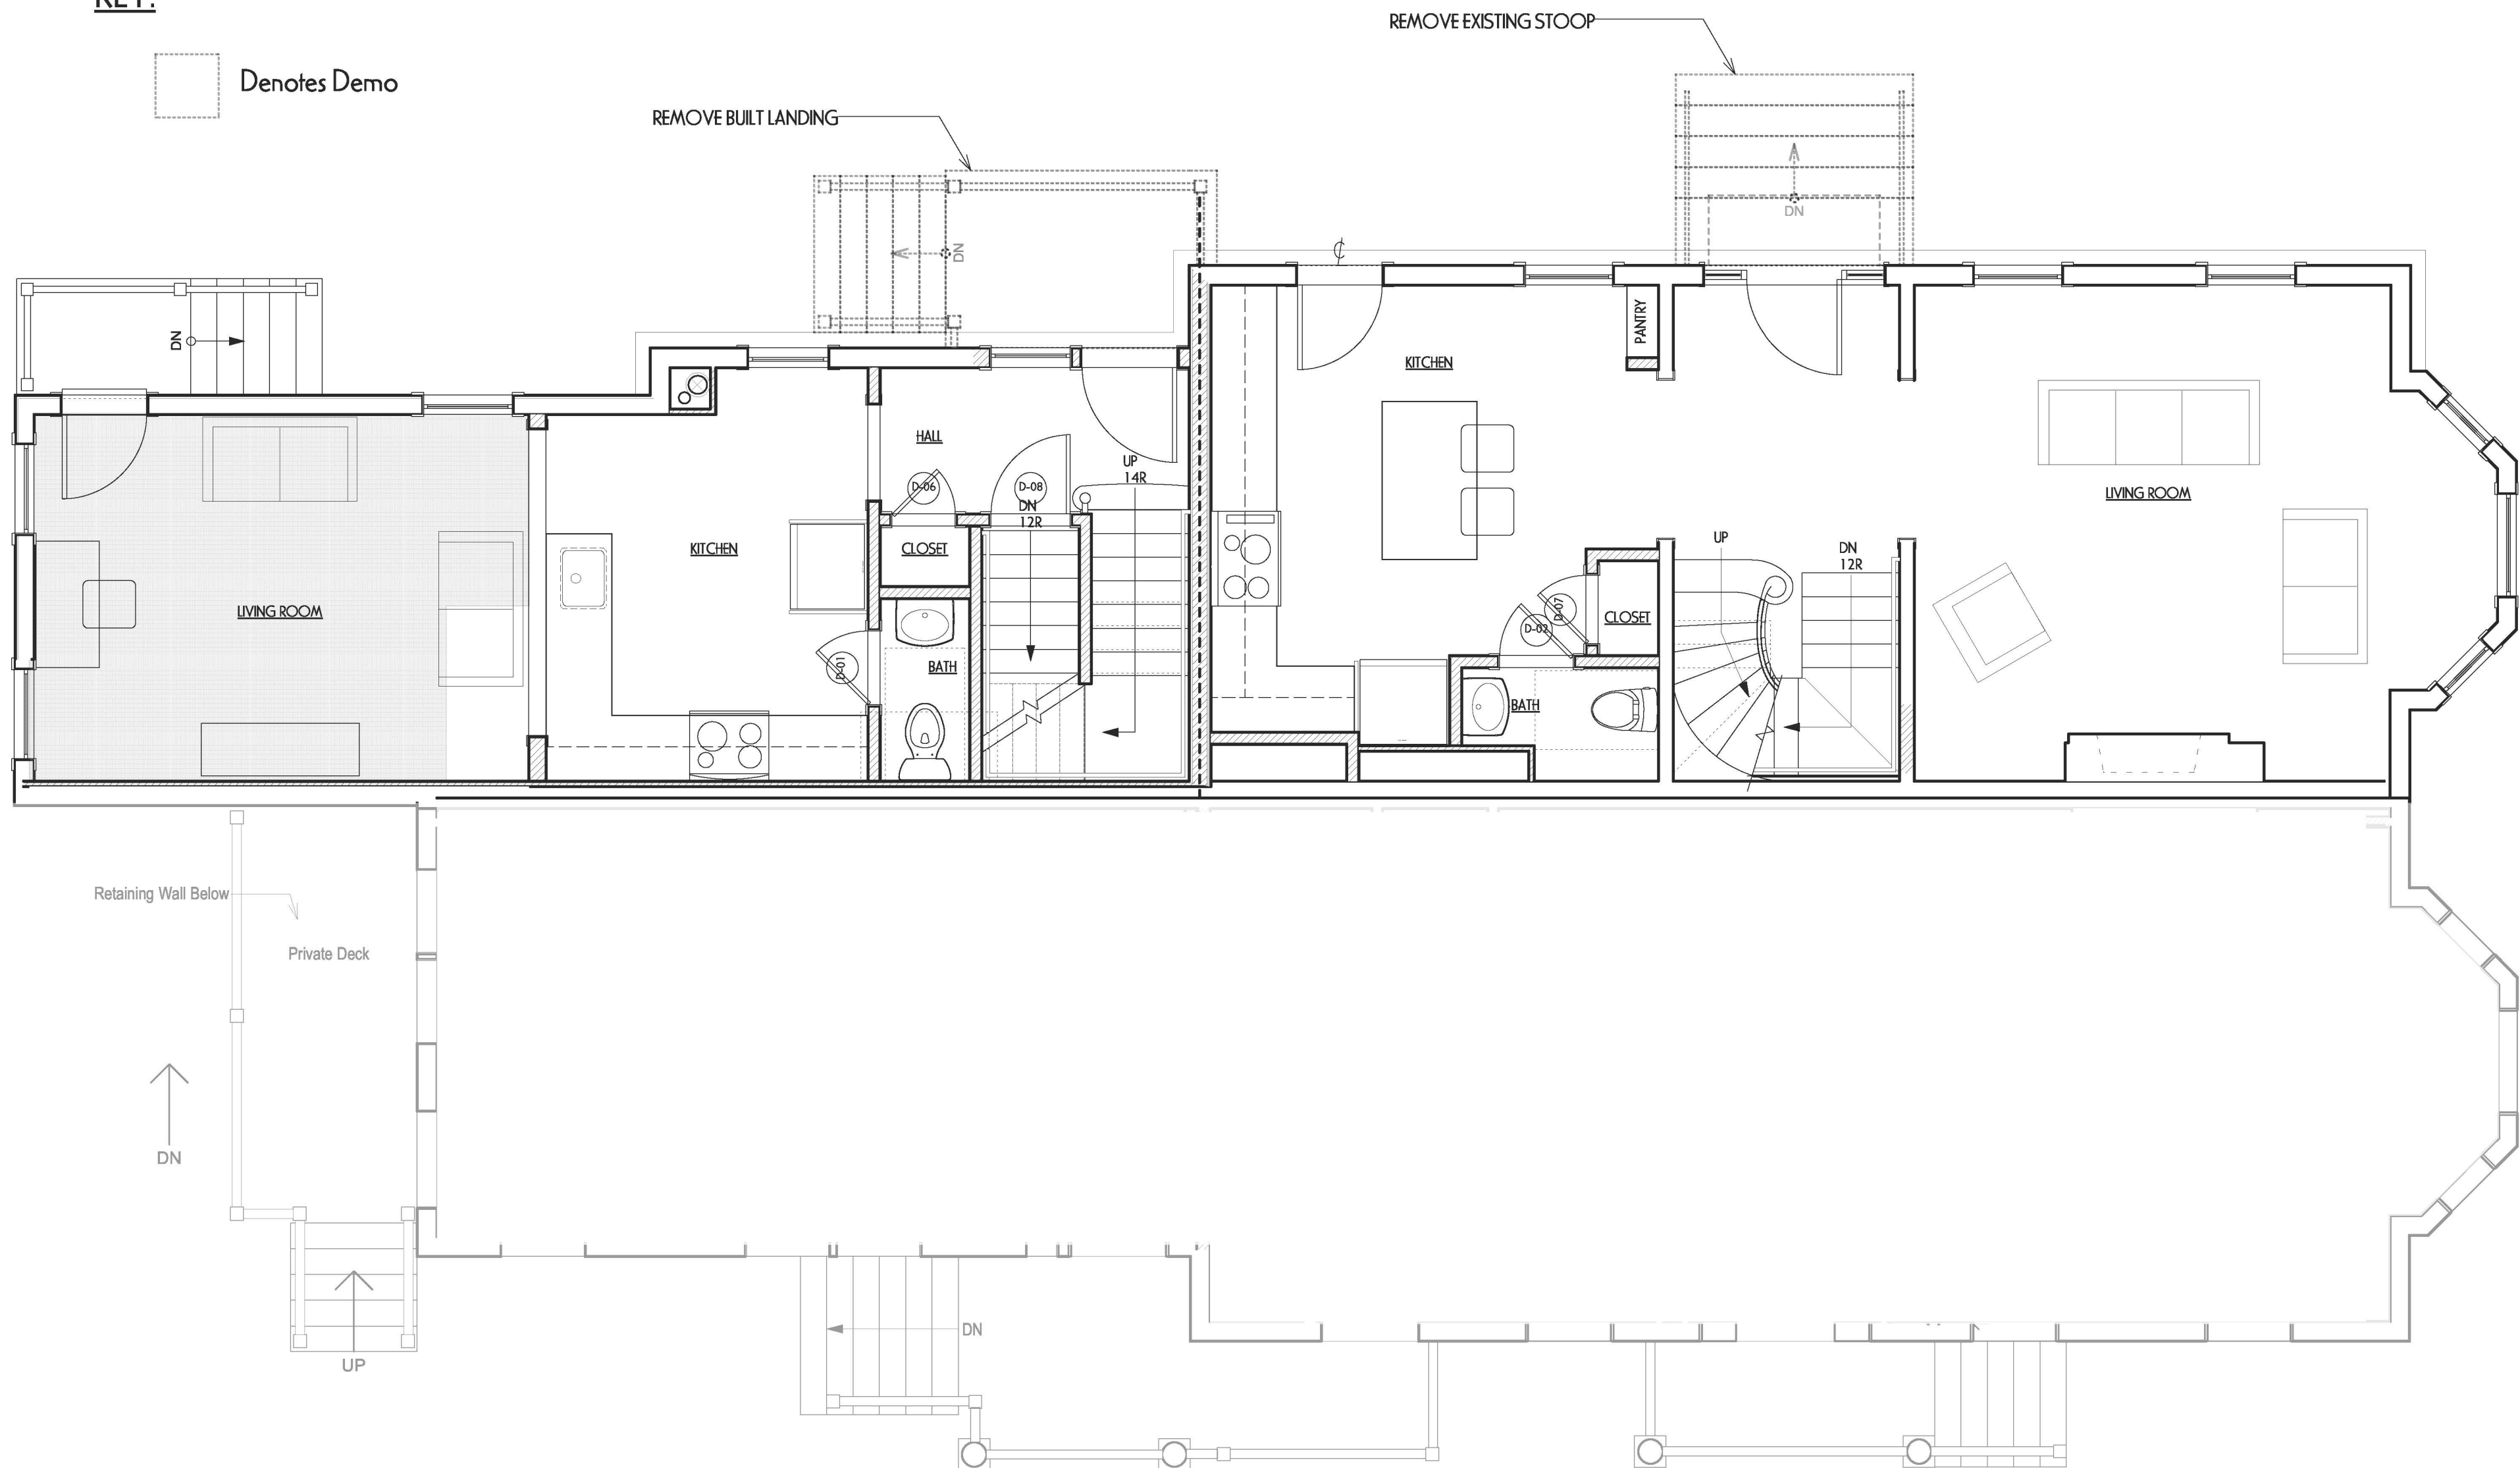 KEY:
REMOVE EXISTING STOOP
Denotes Demo
REMOVE BUILT LANDING
DN
DN
℄
DN
PANTRY
KITCHEN
HALL
UP
14R
D-06
D-08
DN
12R
LIVING ROOM
KITCHEN
CLOSET
UP
DN
12R
LIVING ROOM
D-07
CLOSET
D-02
D-01
BATH
BATH
Retaining Wall Below
Private Deck
DN
DN
UP